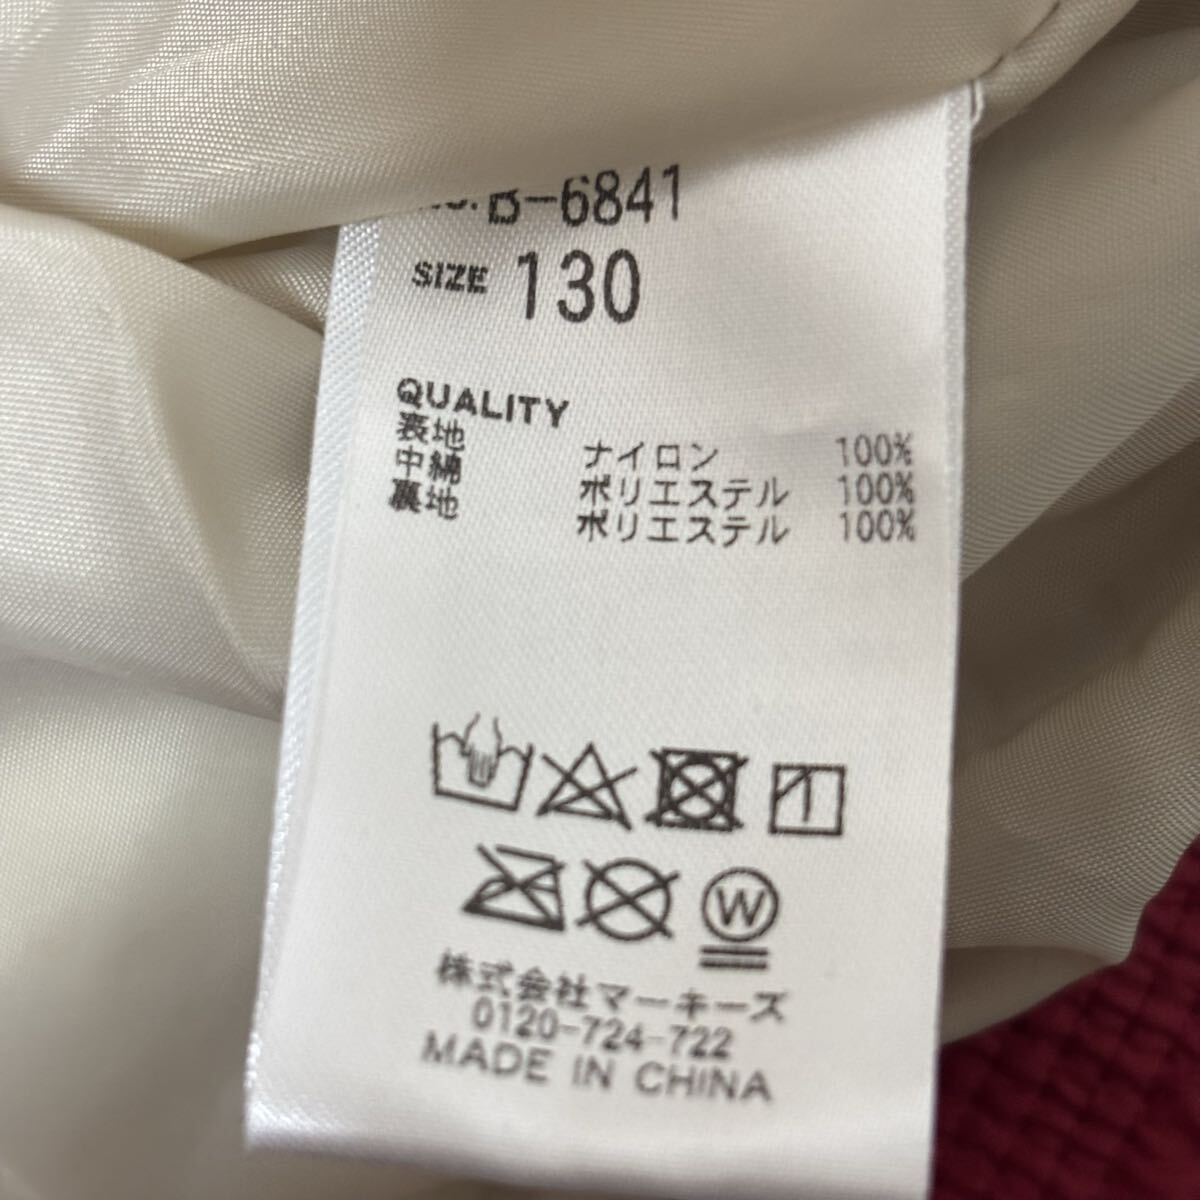 B-6841
SIZE 130
QUALITY
表地 ナイロン 100%
中綿 ポリエステル 100%
裏地 ポリエステル 100%
W
株式会社マーキーズ
0120-724-722
MADE IN CHINA